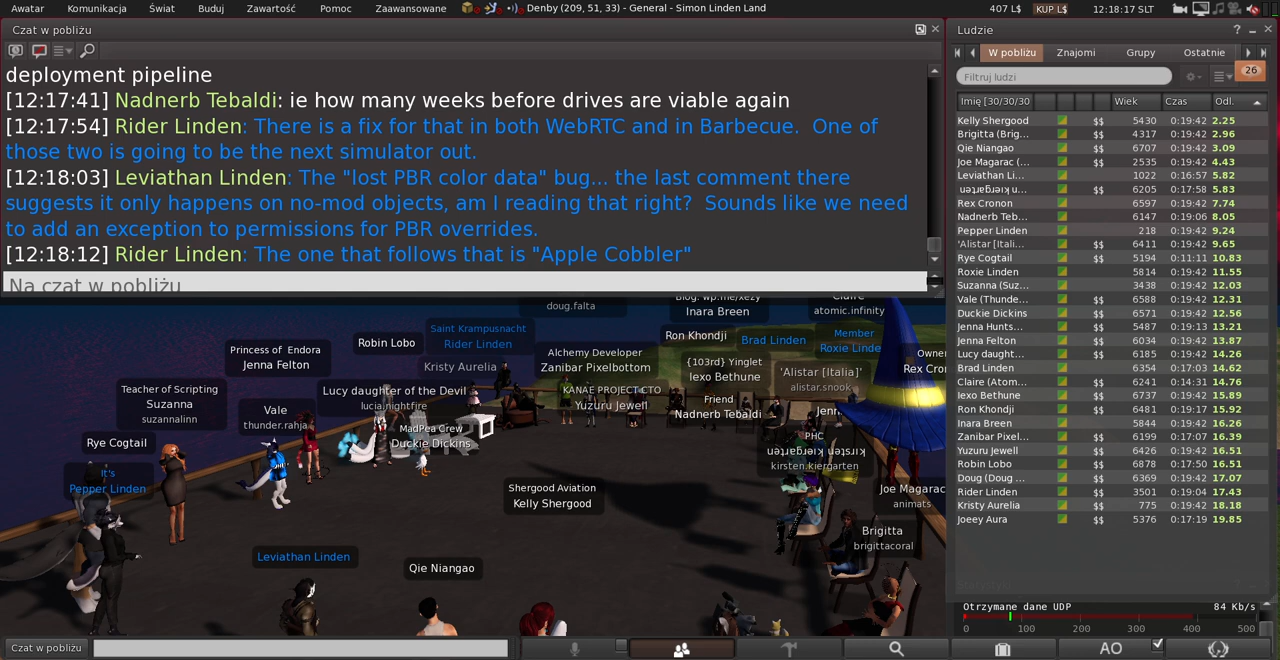 Awatar Komunikacja Świat Buduj Zawartość Pomoc Zaawansowane Denby (209, 51, 33) - General - Simon Linden Land 407 L$ KUP L$ 12:18:17 SLT
Czat w pobliżu
deployment pipeline
[12:17:41] Nadnerb Tebaldi: ie how many weeks before drives are viable again
[12:17:54] Rider Linden: There is a fix for that in both WebRTC and in Barbecue. One of
those two is going to be the next simulator out.
[12:18:03] Leviathan Linden: The "lost PBR color data" bug... the last comment there
suggests it only happens on no-mod objects, am I reading that right? Sounds like we need
to add an exception to permissions for PBR overrides.
[12:18:12] Rider Linden: The one that follows that is "Apple Cobbler"
Na czat w pobliżu
doug.falta
Blog: wp.me/xezy
Inara Breen
Claire
atomic.infinity
Saint Krampusnacht
Rider Linden
Robin Lobo
Princess of Endora
Jenna Felton
Kristy Aurelia
Alchemy Developer
Zanibar Pixelbottom
Ron Khondji
Brad Linden
Member
Roxie Linde
Owner
Rex Cron
{103rd} Yinglet
Iexo Bethune
'Alistar [Italia]'
alistair.snook
Teacher of Scripting
Suzanna
suzannalinn
Lucy daughter of the Devil
lucia.nightfire
KANAE PROJECT CTO
Yuzuru Jewell
Friend
Nadnerb Tebaldi
Vale
thunder.rahja
MadPea Crew
Duckie Dickins
Jenn
Rye Cogtail
PHC
kirsten.kiergarten
It's
Pepper Linden
Shergood Aviation
Kelly Shergood
Joe Magarac
animats
Brigitta
brigittacoral
Leviathan Linden
Qie Niangao
Czat w pobliżu
Ludzie
W pobliżu Znajomi Grupy Ostatnie
Filtruj ludzi
26
Imię [30/30/30 Wiek Czas Odl.
Kelly Shergood $$ 5430 0:19:42 2.25
Brigitta (Brig... $$ 4317 0:19:42 2.96
Qie Niangao $$ 6707 0:19:42 3.09
Joe Magarac (... $$ 2535 0:19:42 4.43
Leviathan Li... 1022 0:16:57 5.82
$$ 6205 0:17:58 5.83
Rex Cronon 6597 0:19:42 7.74
Nadnerb Teb... 6147 0:19:06 8.05
Pepper Linden 218 0:19:42 9.24
'Alistar [Itali... $$ 6411 0:19:42 9.65
Rye Cogtail $$ 5194 0:11:11 10.83
Roxie Linden 5814 0:19:42 11.55
Suzanna (Suz... 3438 0:19:42 12.03
Vale (Thunde... $$ 6588 0:19:42 12.31
Duckie Dickins $$ 6571 0:19:42 12.56
Jenna Hunts... $$ 5487 0:19:13 13.21
Jenna Felton $$ 6034 0:19:42 13.87
Lucy daught... $$ 6185 0:19:42 14.26
Brad Linden 6354 0:17:03 14.62
Claire (Atom... $$ 6241 0:14:31 14.76
Iexo Bethune $$ 6737 0:19:42 15.89
Ron Khondji $$ 6481 0:19:17 15.92
Inara Breen 5844 0:19:42 16.26
Zanibar Pixel... $$ 6199 0:17:07 16.39
Yuzuru Jewell $$ 6426 0:19:42 16.51
Robin Lobo $$ 6878 0:17:50 16.51
Doug (Doug ... $$ 6369 0:19:42 17.07
Rider Linden $$ 3501 0:19:04 17.43
Kristy Aurelia $$ 775 0:19:42 18.18
Joeey Aura $$ 5376 0:17:19 19.85
Otrzymane dane UDP 84 Kb/s
0 100 200 300 400 500
AO